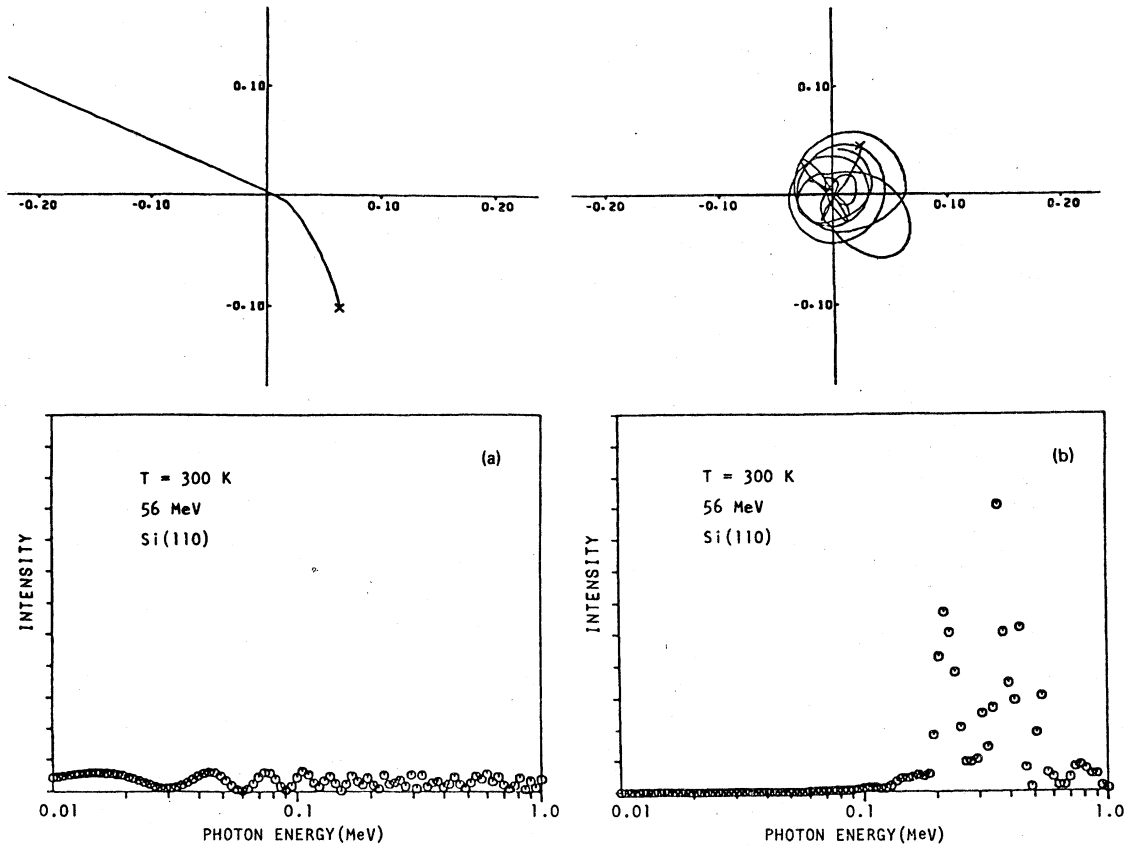 0.10
-0.20 -0.10 0.10 0.20
-0.10
×
0.10
-0.20 -0.10 0.10 0.20
-0.10
×
(a)
T = 300 K
56 MeV
Si(110)
INTENSITY
0.01 0.1 1.0
PHOTON ENERGY(MeV)
(b)
T = 300 K
56 MeV
Si(110)
INTENSITY
0.01 0.1 1.0
PHOTON ENERGY(MeV)